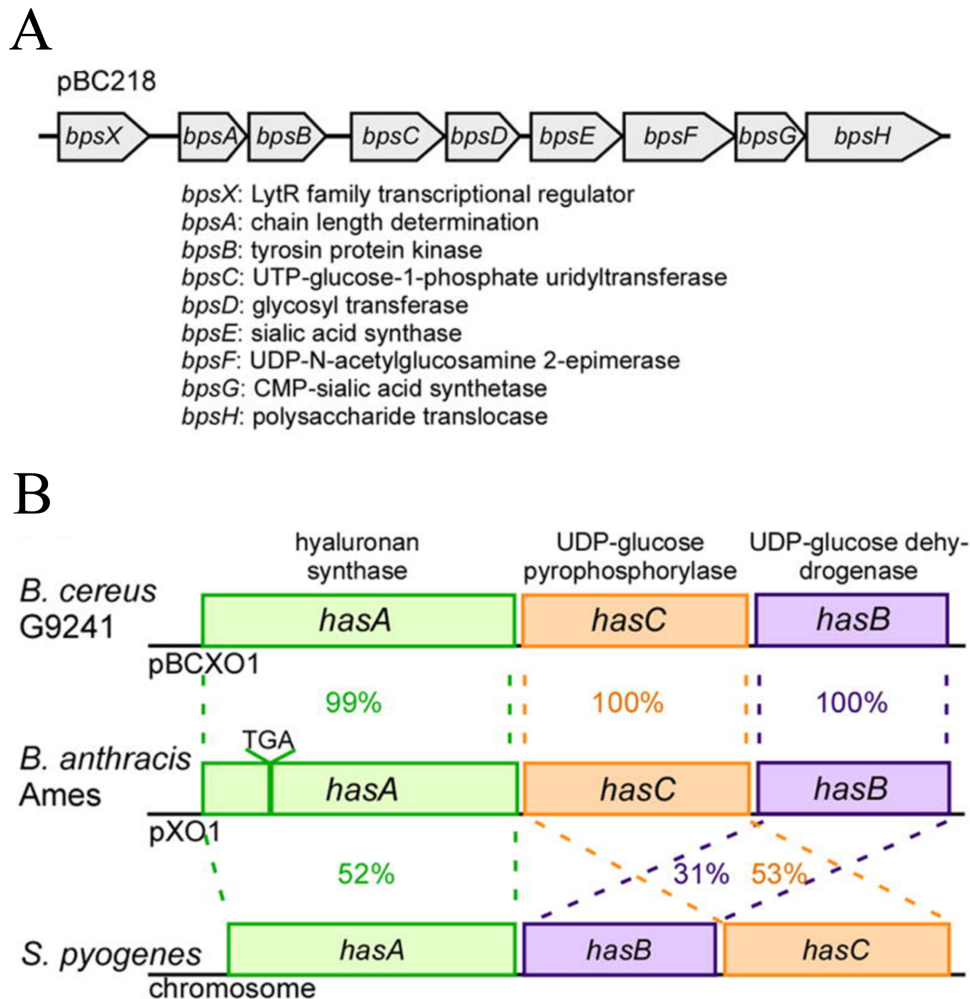 A
pBC218
bpsX bpsA bpsB bpsC bpsD bpsE bpsF bpsG bpsH
bpsX: LytR family transcriptional regulator
bpsA: chain length determination
bpsB: tyrosin protein kinase
bpsC: UTP-glucose-1-phosphate uridyltransferase
bpsD: glycosyl transferase
bpsE: sialic acid synthase
bpsF: UDP-N-acetylglucosamine 2-epimerase
bpsG: CMP-sialic acid synthetase
bpsH: polysaccharide translocase
B
hyaluronan
synthase
UDP-glucose
pyrophosphorylase
UDP-glucose dehy-
drogenase
B. cereus
G9241
hasA hasC hasB
pBCXO1
99% 100% 100%
TGA
B. anthracis
Ames
hasA hasC hasB
pXO1
52% 31% 53%
S. pyogenes
hasA hasB hasC
chromosome